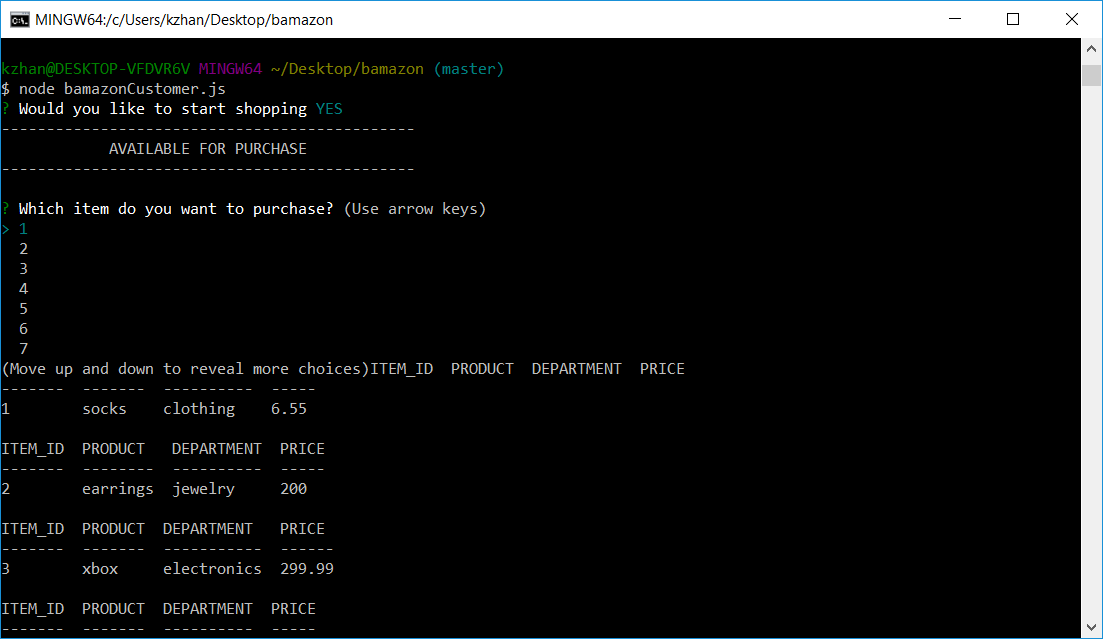 MINGW64:/c/Users/kzhan/Desktop/bamazon
kzhan@DESKTOP-VFDVR6V MINGW64 ~/Desktop/bamazon (master)
$ node bamazonCustomer.js
? Would you like to start shopping YES
----------------------------------------------
AVAILABLE FOR PURCHASE
----------------------------------------------
? Which item do you want to purchase? (Use arrow keys)
> 1
2
3
4
5
6
7
(Move up and down to reveal more choices)ITEM_ID  PRODUCT  DEPARTMENT  PRICE
-------  -------  ----------  -----
1        socks    clothing    6.55
ITEM_ID  PRODUCT   DEPARTMENT  PRICE
-------  --------  ----------  -----
2        earrings  jewelry     200
ITEM_ID  PRODUCT  DEPARTMENT   PRICE
-------  -------  -----------  ------
3        xbox     electronics  299.99
ITEM_ID  PRODUCT  DEPARTMENT  PRICE
-------  -------  ----------  -----